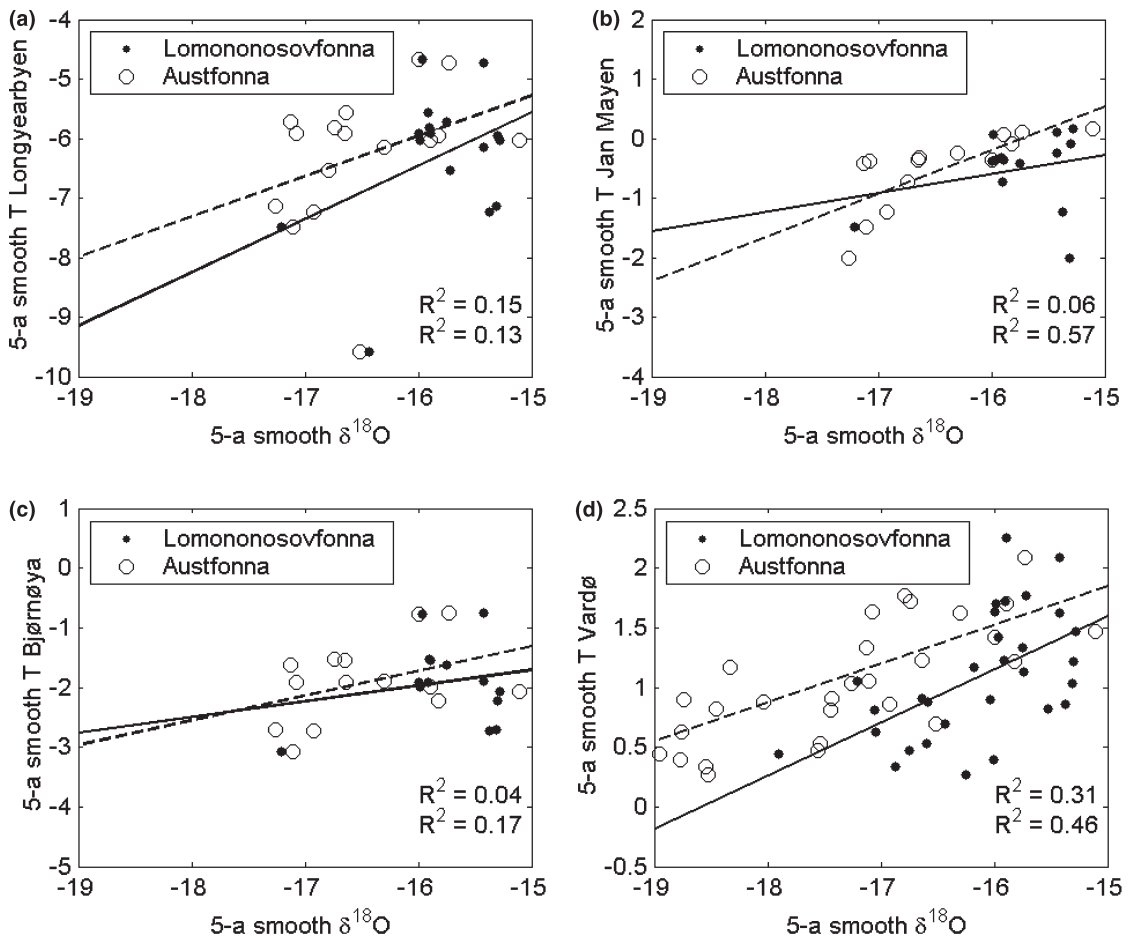 (a)
-4
-5
-6
-7
-8
-9
-10
5-a smooth T Longyearbyen
Lomononosovfonna
Austfonna
R² = 0.15
R² = 0.13
-19
-18
-17
-16
-15
5-a smooth δ¹⁸O
(b)
2
1
0
-1
-2
-3
-4
5-a smooth T Jan Mayen
Lomononosovfonna
Austfonna
R² = 0.06
R² = 0.57
-19
-18
-17
-16
-15
5-a smooth δ¹⁸O
(c)
1
0
-1
-2
-3
-4
-5
5-a smooth T Bjørnøya
Lomononosovfonna
Austfonna
R² = 0.04
R² = 0.17
-19
-18
-17
-16
-15
5-a smooth δ¹⁸O
(d)
2.5
2
1.5
1
0.5
0
-0.5
5-a smooth T Vardø
Lomononosovfonna
Austfonna
R² = 0.31
R² = 0.46
-19
-18
-17
-16
-15
5-a smooth δ¹⁸O